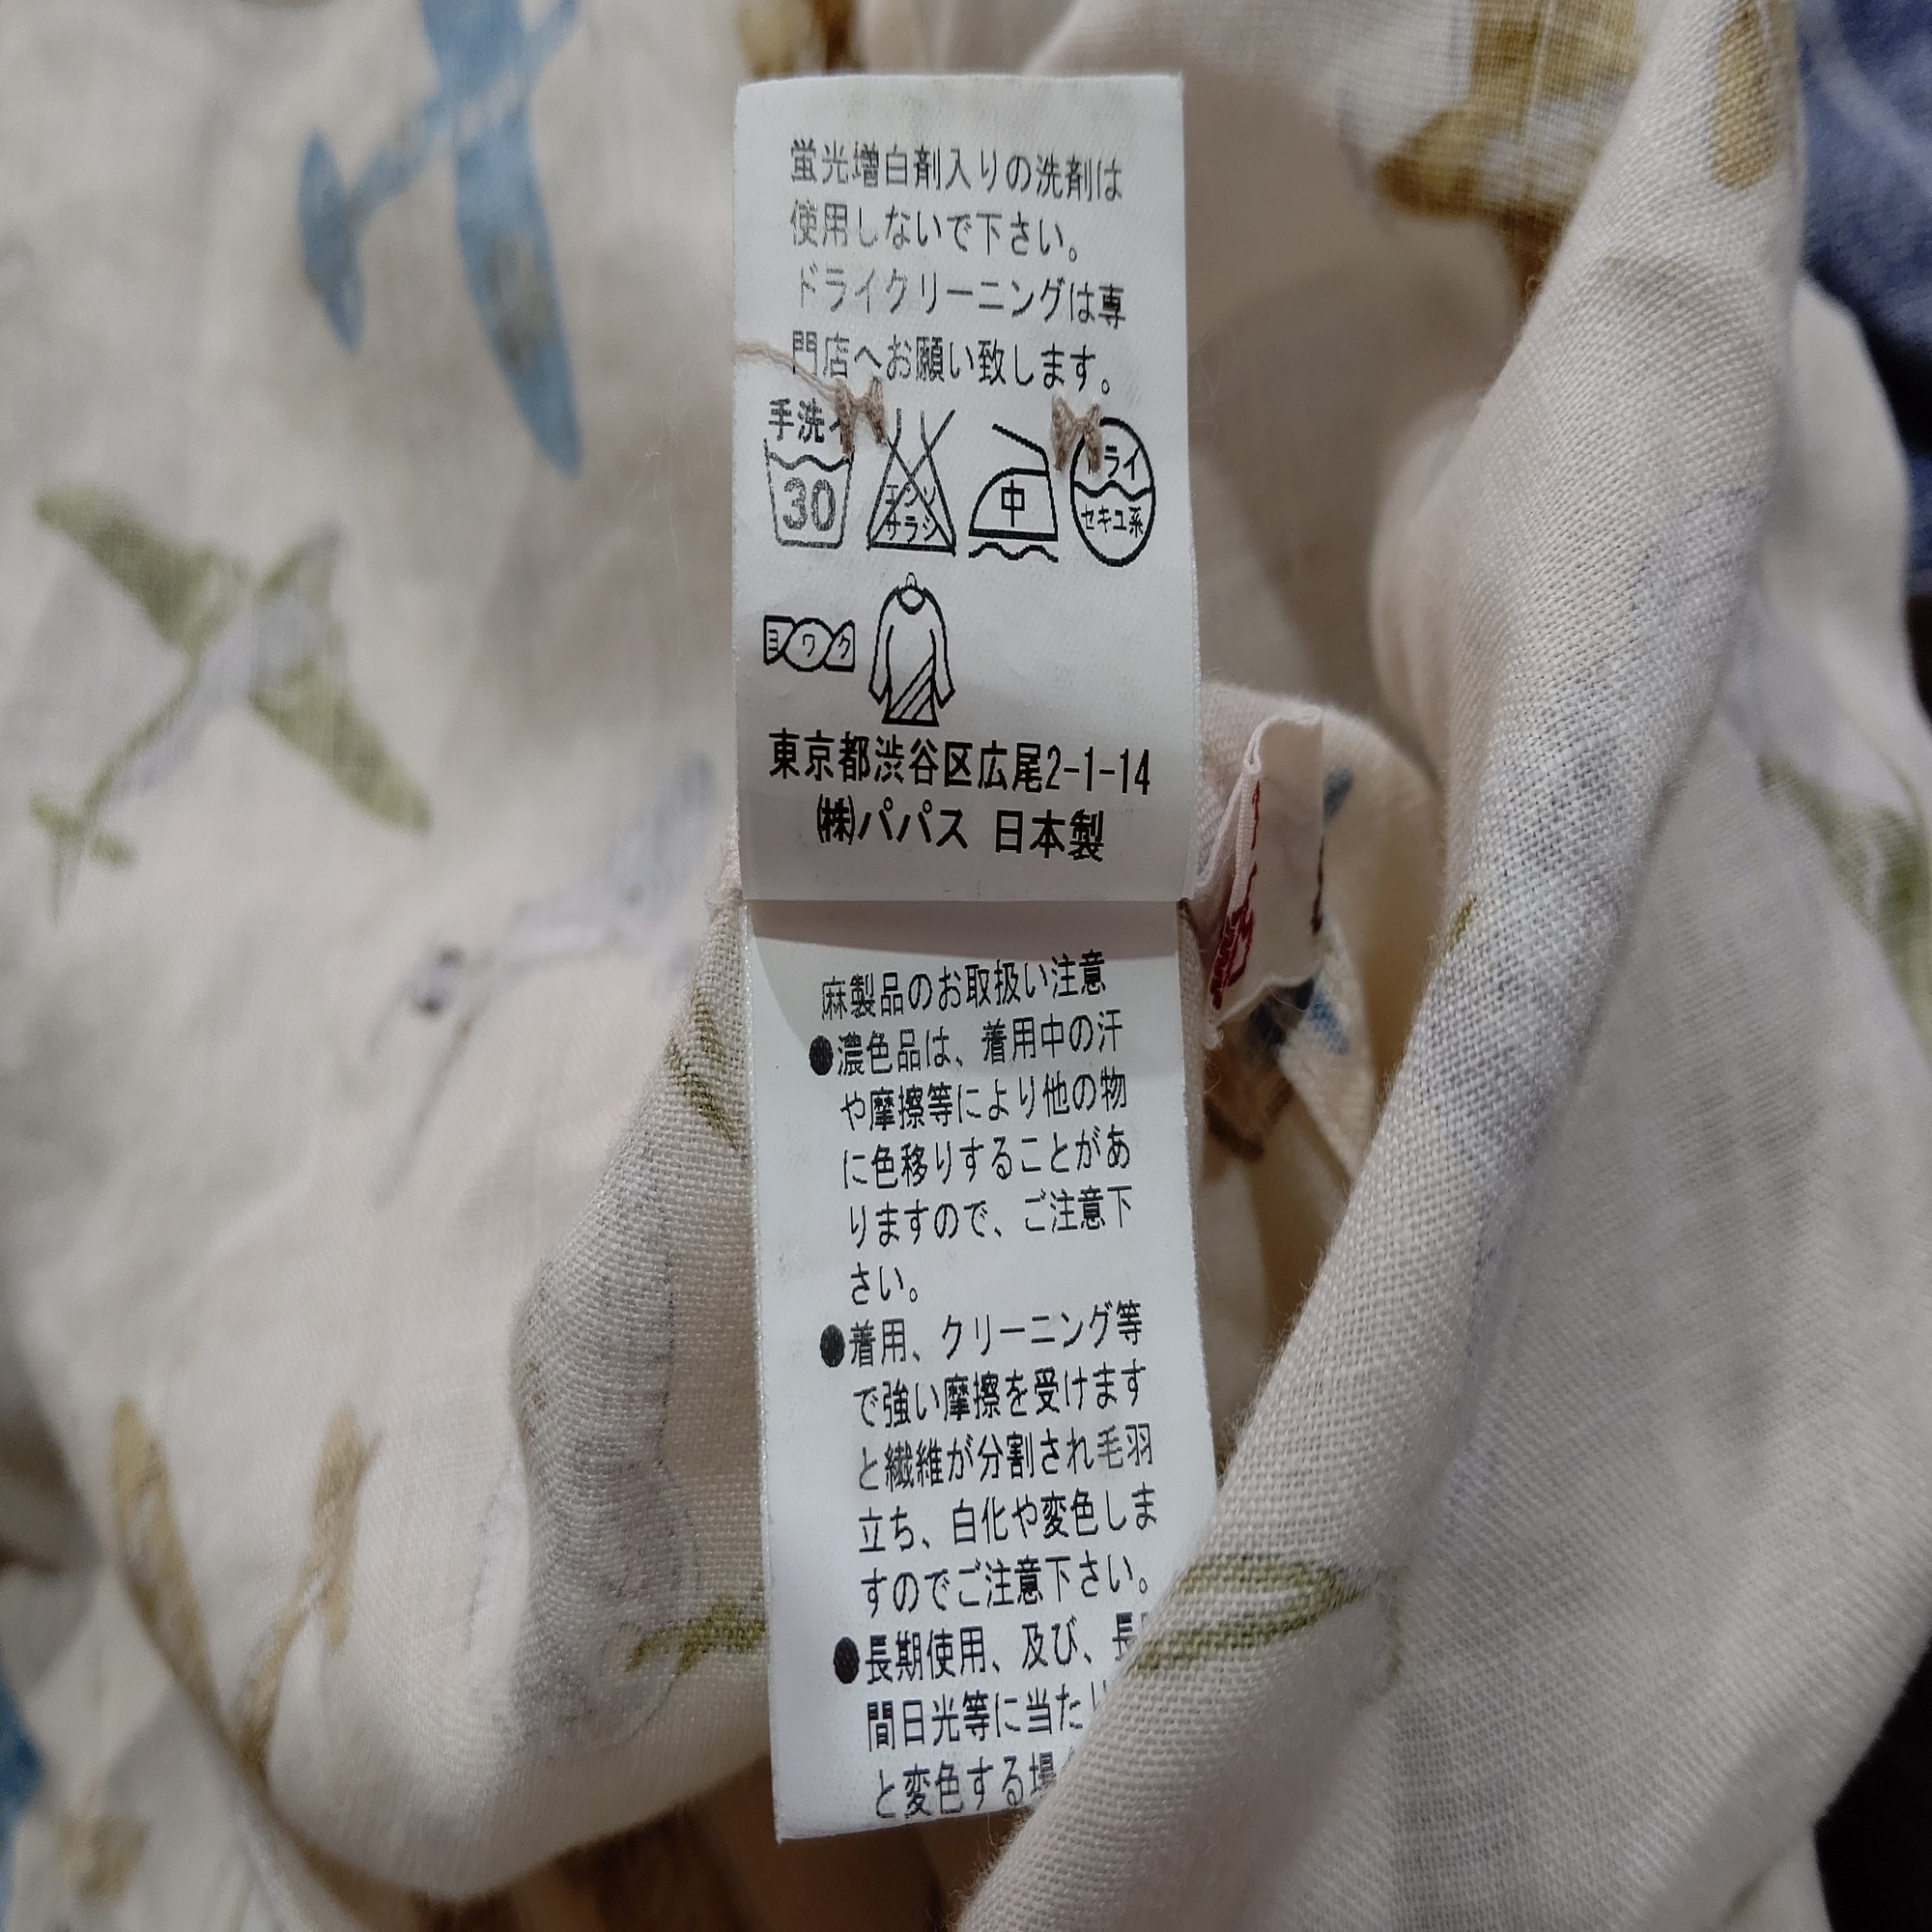 蛍光増白剤入りの洗剤は
使用しないで下さい。
ドライクリーニングは専
門店へお願い致します。
手洗イ
30
エンソ
サラシ
中
ドライ
セキユ系
ヨワク
東京都渋谷区広尾2-1-14
(株)パパス 日本製
麻製品のお取扱い注意
●濃色品は、着用中の汗
や摩擦等により他の物
に色移りすることがあ
りますので、ご注意下
さい。
●着用、クリーニング等
で強い摩擦を受けます
と繊維が分割され毛羽
立ち、白化や変色しま
すのでご注意下さい。
●長期使用、及び、長
間日光等に当たり
と変色する場